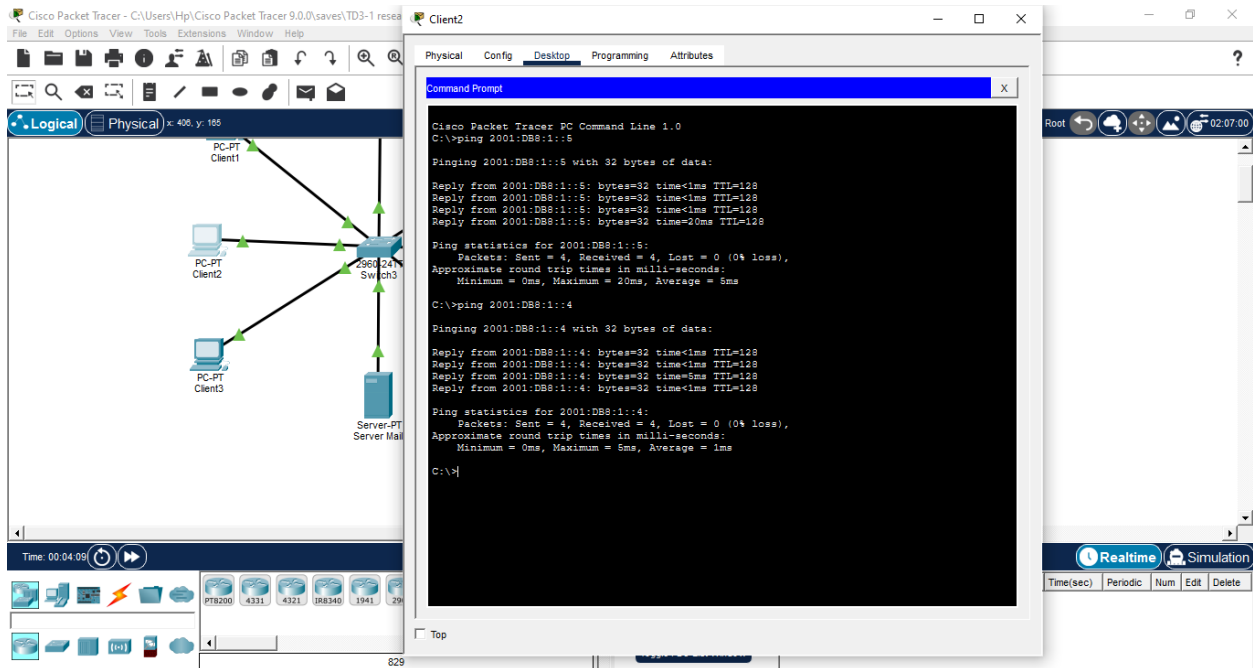 Cisco Packet Tracer - C:\Users\Hp\Cisco Packet Tracer 9.0.0\saves\TD3-1 resea
File Edit Options View Tools Extensions Window Help
?
Logical Physical x: 406, y: 165
Root 02:07:00
PC-PT
Client1
PC-PT
Client2
2960-24TT
Switch3
PC-PT
Client3
Server-PT
Server Mail
Client2
Physical Config Desktop Programming Attributes
Command Prompt X
Cisco Packet Tracer PC Command Line 1.0
C:\>ping 2001:DB8:1::5
Pinging 2001:DB8:1::5 with 32 bytes of data:
Reply from 2001:DB8:1::5: bytes=32 time<1ms TTL=128
Reply from 2001:DB8:1::5: bytes=32 time<1ms TTL=128
Reply from 2001:DB8:1::5: bytes=32 time<1ms TTL=128
Reply from 2001:DB8:1::5: bytes=32 time=20ms TTL=128
Ping statistics for 2001:DB8:1::5:
Packets: Sent = 4, Received = 4, Lost = 0 (0% loss),
Approximate round trip times in milli-seconds:
Minimum = 0ms, Maximum = 20ms, Average = 5ms
C:\>ping 2001:DB8:1::4
Pinging 2001:DB8:1::4 with 32 bytes of data:
Reply from 2001:DB8:1::4: bytes=32 time<1ms TTL=128
Reply from 2001:DB8:1::4: bytes=32 time<1ms TTL=128
Reply from 2001:DB8:1::4: bytes=32 time=5ms TTL=128
Reply from 2001:DB8:1::4: bytes=32 time<1ms TTL=128
Ping statistics for 2001:DB8:1::4:
Packets: Sent = 4, Received = 4, Lost = 0 (0% loss),
Approximate round trip times in milli-seconds:
Minimum = 0ms, Maximum = 5ms, Average = 1ms
C:\>
Top
Time: 00:04:09
Realtime Simulation
PT8200 4331 4321 IR8340 1941 29
Time(sec) Periodic Num Edit Delete
829